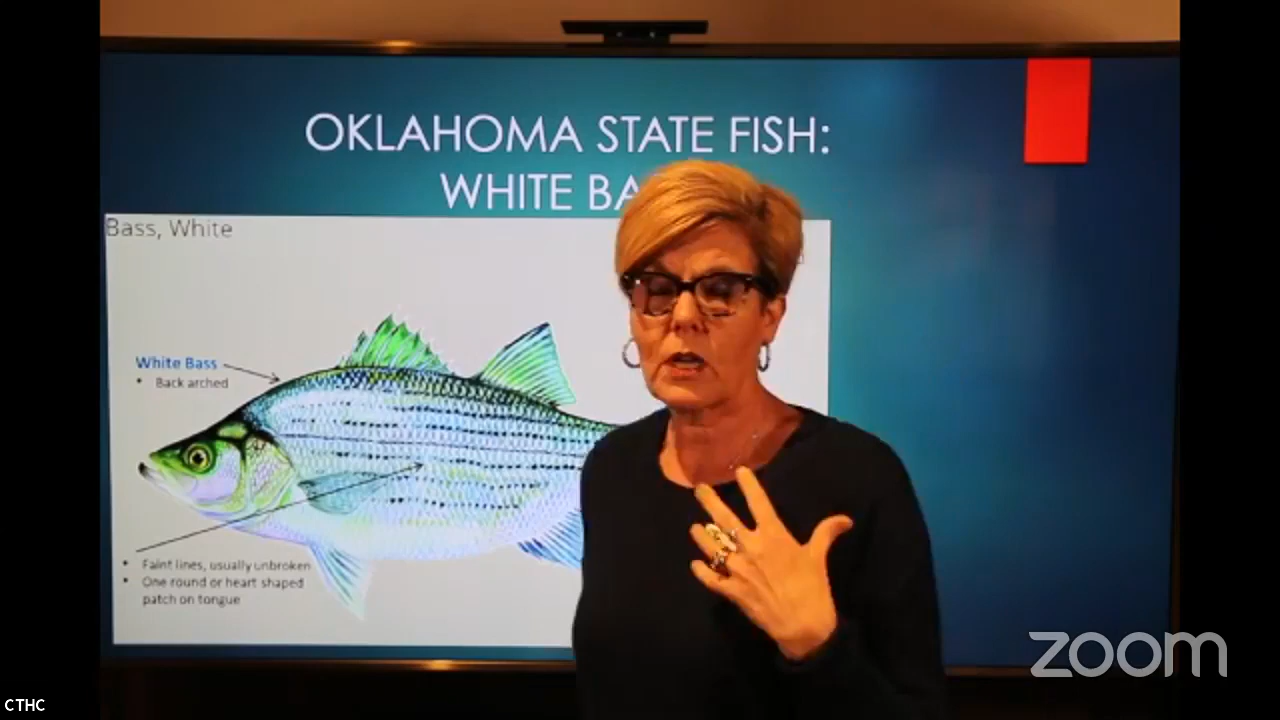 OKLAHOMA STATE FISH:
WHITE BA
Bass, White
White Bass
• Back arched
• Faint lines, usually unbroken
• One round or heart shaped
patch on tongue
zoom
CTHC